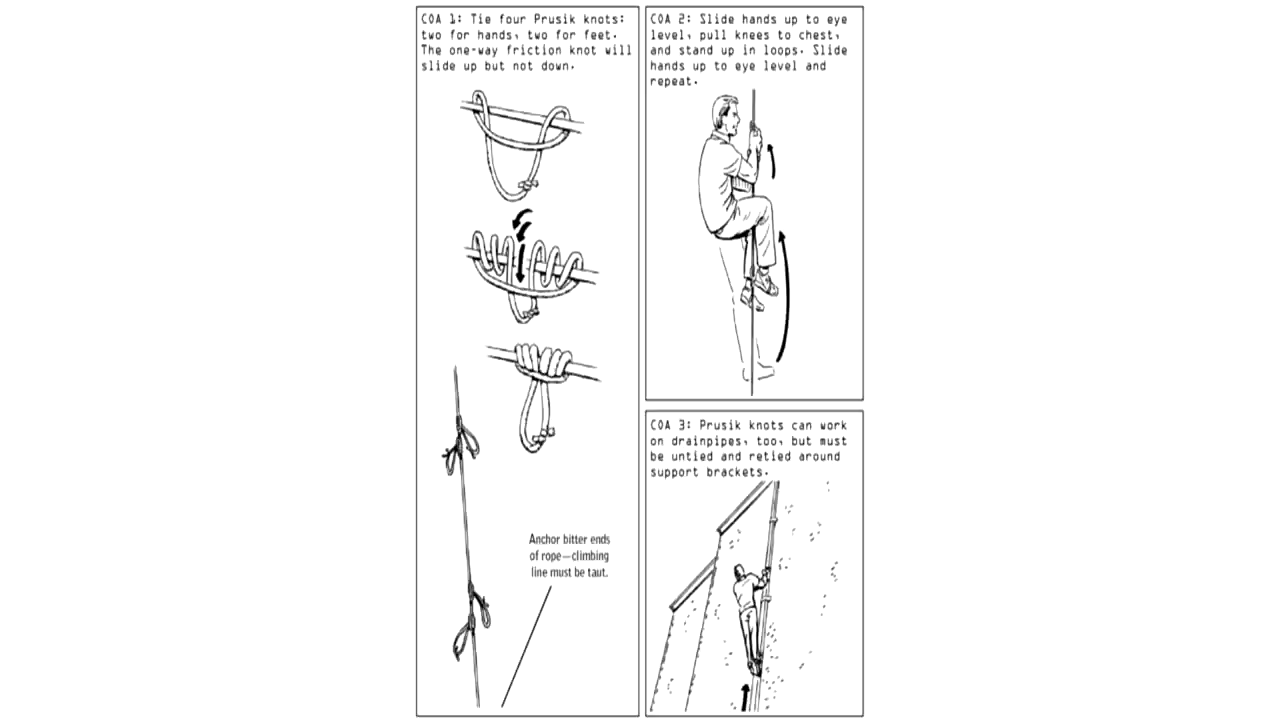 COA 1: Tie four Prusik knots:
two for hands, two for feet.
The one-way friction knot will
slide up but not down.
Anchor bitter ends
of rope—climbing
line must be taut.
COA 2: Slide hands up to eye
level, pull knees to chest,
and stand up in loops. Slide
hands up to eye level and
repeat.
COA 3: Prusik knots can work
on drainpipes, too, but must
be untied and retied around
support brackets.